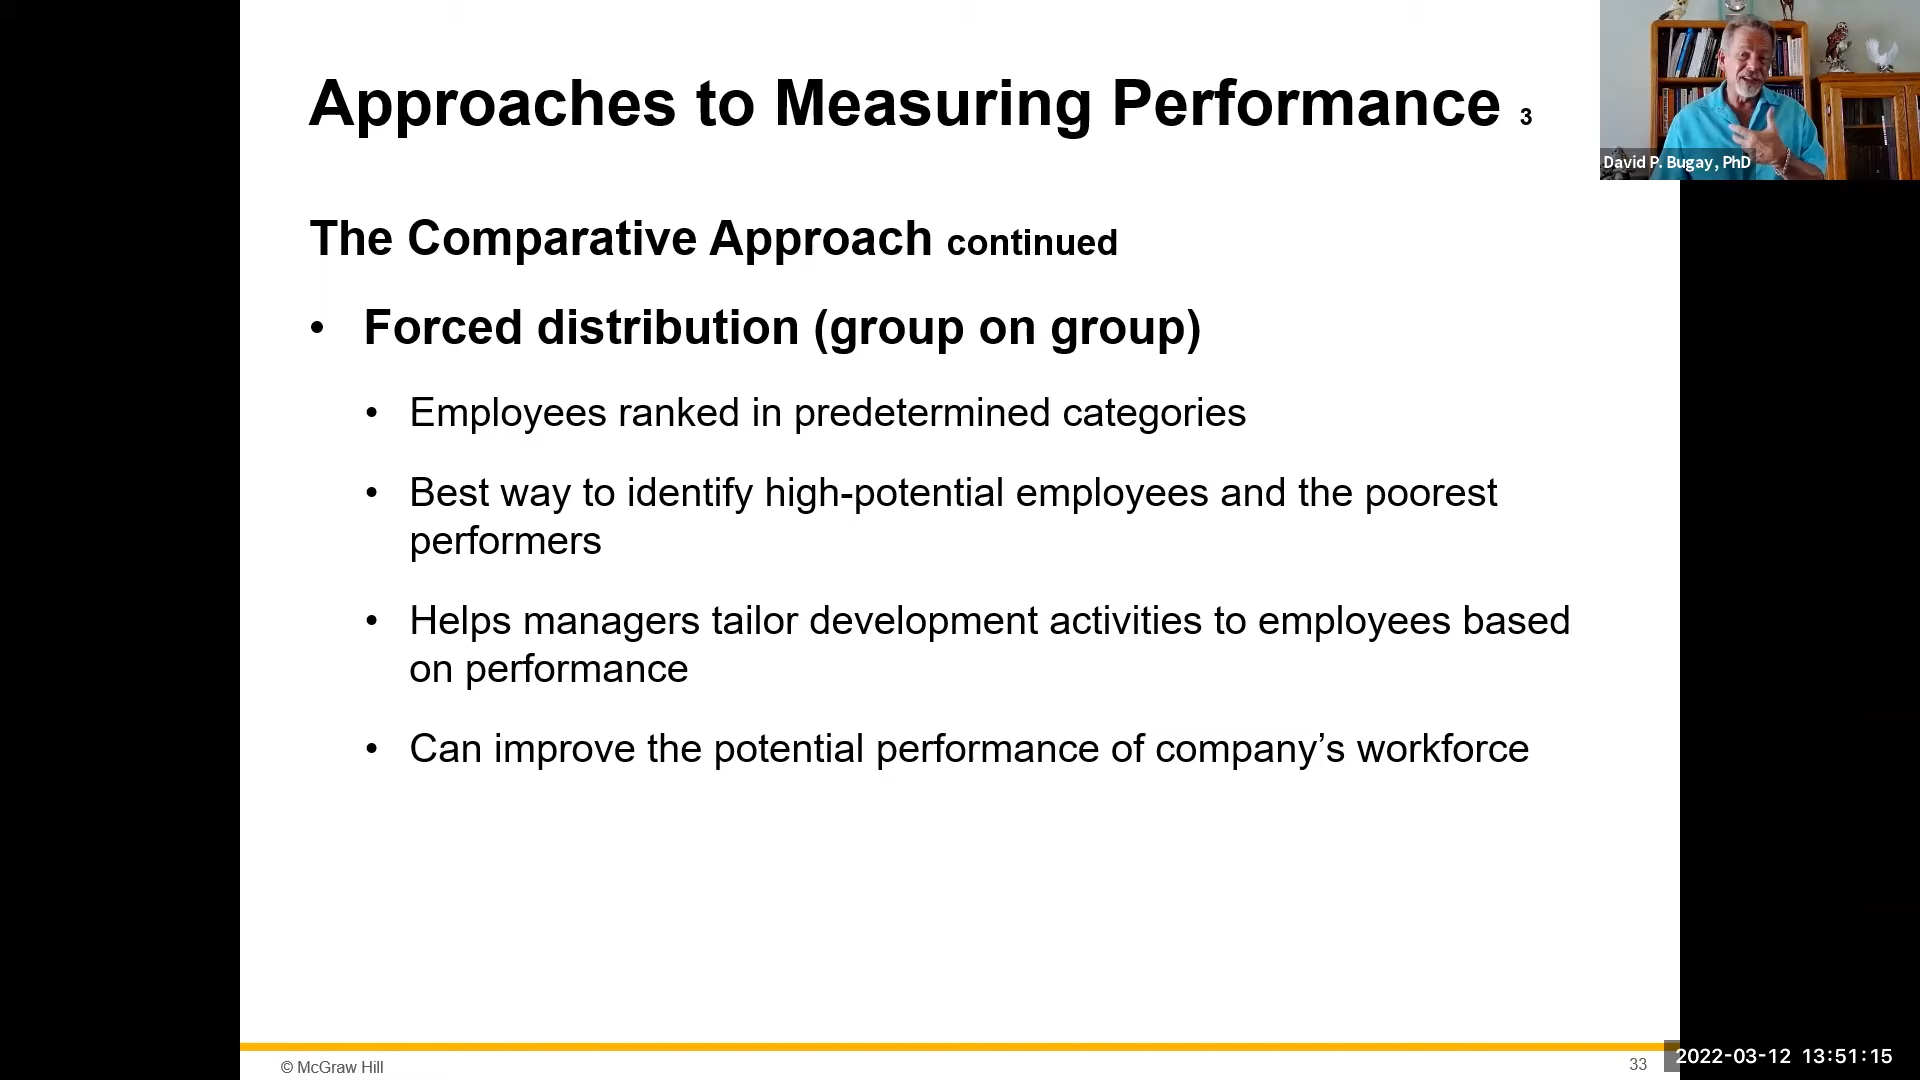 Approaches to Measuring Performance 3
David P. Bugay, PhD
The Comparative Approach continued
• Forced distribution (group on group)
• Employees ranked in predetermined categories
• Best way to identify high-potential employees and the poorest
performers
• Helps managers tailor development activities to employees based
on performance
• Can improve the potential performance of company’s workforce
© McGraw Hill
33
2022-03-12 13:51:15